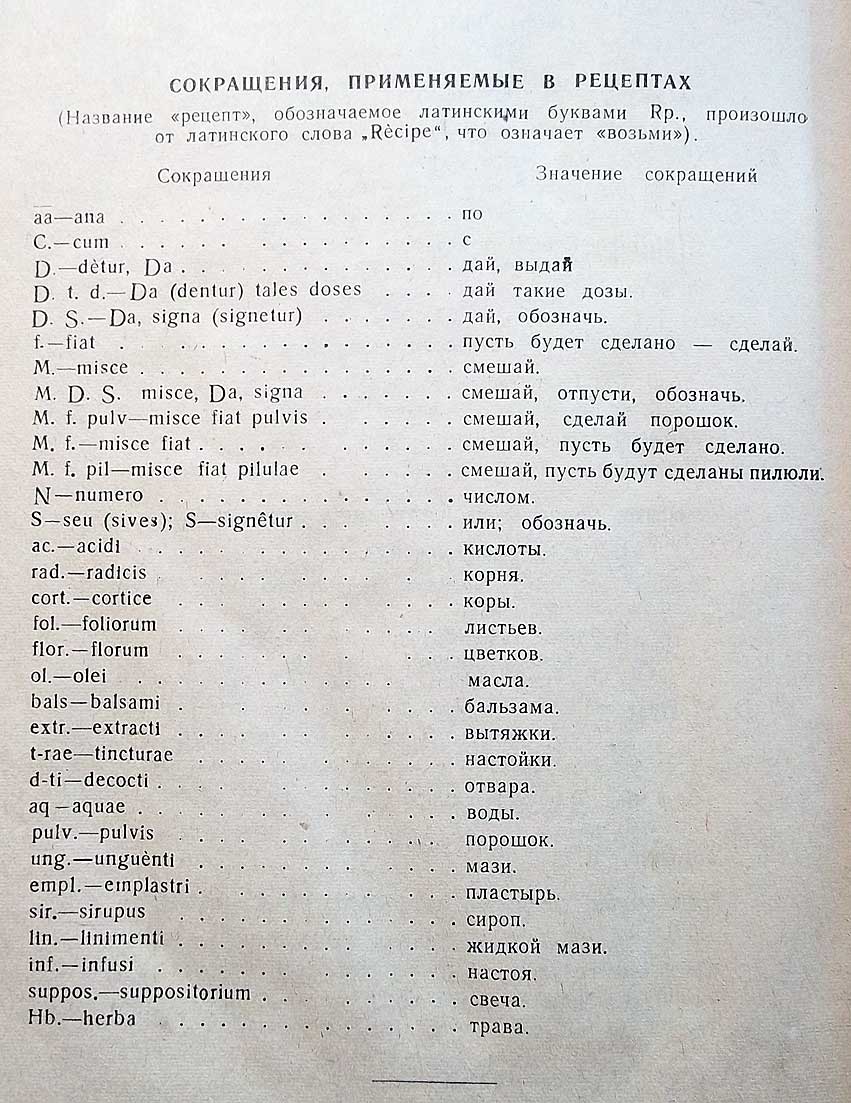 СОКРАЩЕНИЯ, ПРИМЕНЯЕМЫЕ В РЕЦЕПТАХ
(Название «рецепт», обозначаемое латинскими буквами Rp., произошло
от латинского слова „Rècipe“, что означает «возьми»).
Сокращения Значение сокращений
aa—ana . . . . . . . . . . . . . . . . . по
C.—cum . . . . . . . . . . . . . . . . с
D.—dètur, Da . . . . . . . . . . . . . . дай, выдай
D. t. d.—Da (dentur) tales doses . . . . дай такие дозы.
D. S.—Da, signa (signetur) . . . . . . . дай, обозначь.
f.—fiat . . . . . . . . . . . . . . . . пусть будет сделано — сделай.
M.—misce . . . . . . . . . . . . . . . . смешай.
M. D. S. misce, Da, signa . . . . . . . смешай, отпусти, обозначь.
M. f. pulv—misce fiat pulvis . . . . . . . смешай, сделай порошок.
M. f.—misce fiat . . . . . . . . . . . . . смешай, пусть будет сделано.
M. f. pil—misce fiat pilulae . . . . . . смешай, пусть будут сделаны пилюли.
N—numero . . . . . . . . . . . . . . . числом.
S—seu (sives); S—signêtur . . . . . . . или; обозначь.
ac.—acidi . . . . . . . . . . . . . . . . кислоты.
rad.—radicis . . . . . . . . . . корня.
cort.—cortice . . . . . . . . . . . . . коры.
fol.—foliorum . . . . . . . . . . . . листьев.
flor.—florum . . . . . . . . . . . . . цветков.
ol.—olei . . . . . . . . . . . . . . масла.
bals—balsami . . . . . . . . . . . бальзама.
extr.—extracti . . . . . . . . . . . . . вытяжки.
t-rae—tincturae . . . . . . . . . . . . настойки.
d-ti—decocti . . . . . . . . . . . . . . отвара.
aq—aquae . . . . . . . . . . . . . . . воды.
pulv.—pulvis . . . . . . . . . . . . порошок.
ung.—unguènti . . . . . . . . . . . . мази.
empl.—emplastri . . . . . . . . . . . . пластырь.
sir.—sirupus . . . . . . . . . . . . . сироп.
lin.—linimenti . . . . . . . . . . . . . жидкой мази.
inf.—infusi . . . . . . . . . . . . . . настоя.
suppos.—suppositorium . . . . . . . . . свеча.
Hb.—herba . . . . . . . . . . . . . . трава.